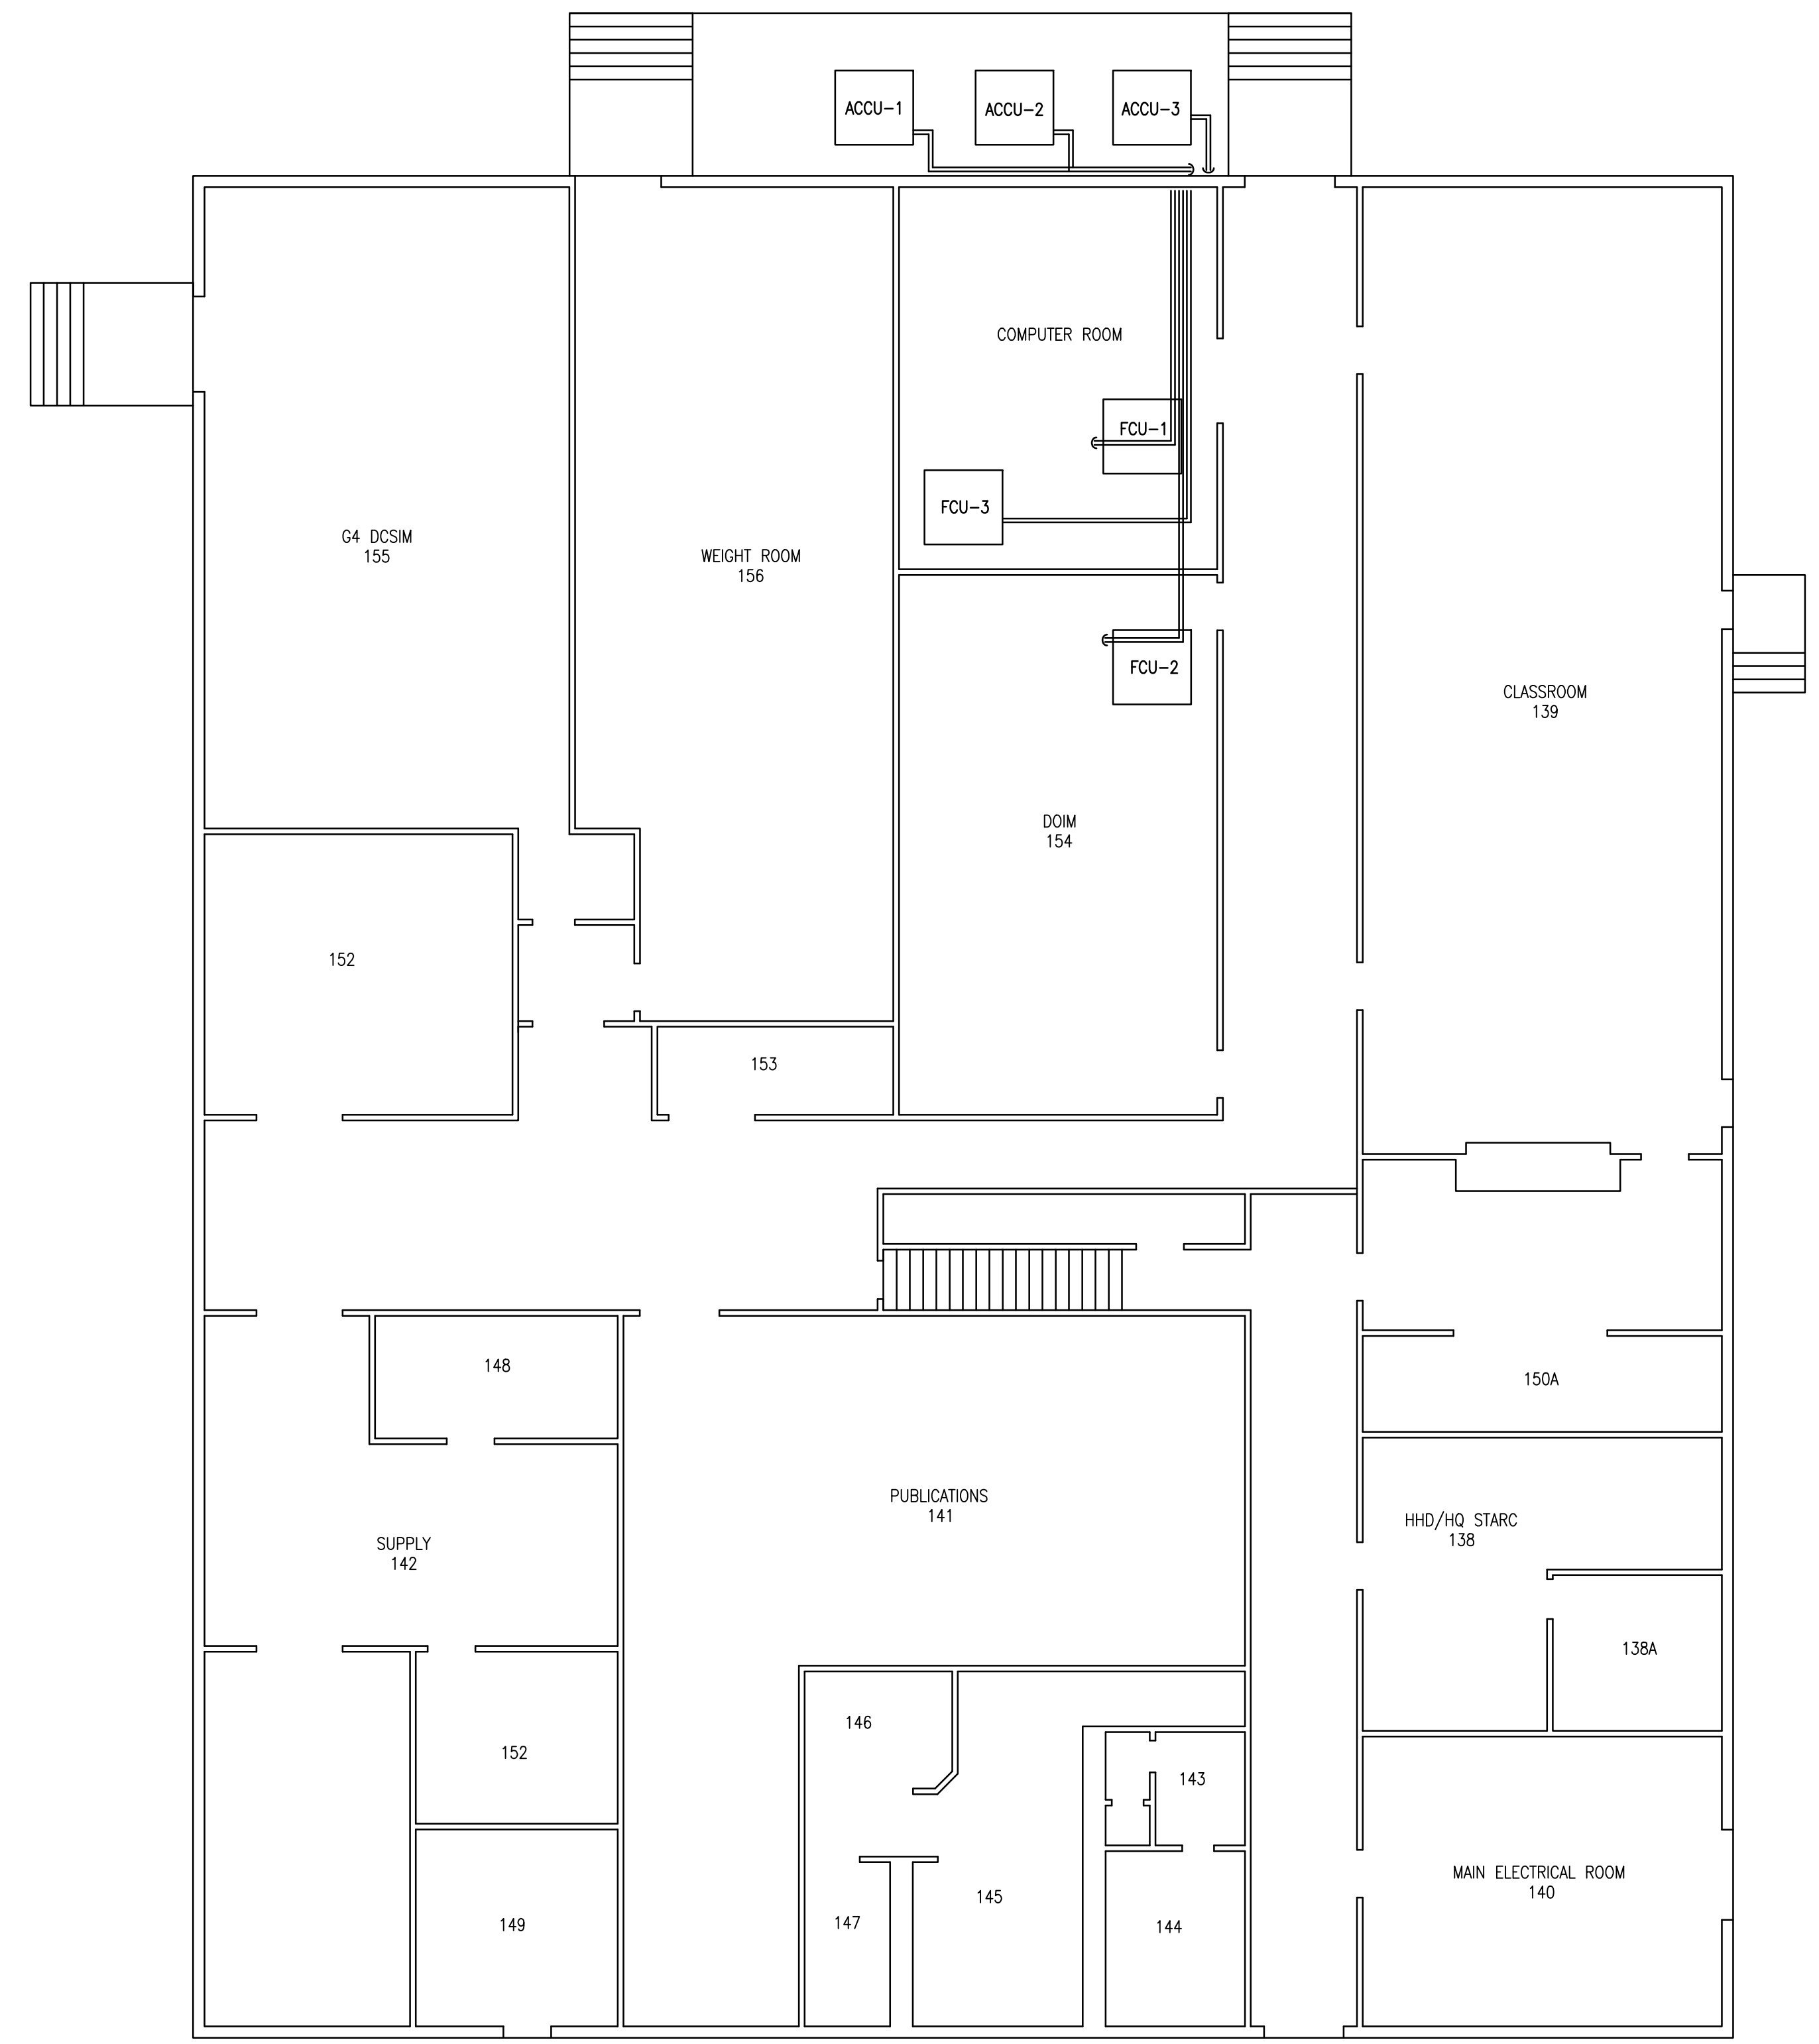 ACCU-1
ACCU-2
ACCU-3
COMPUTER ROOM
FCU-1
FCU-3
G4 DCSIM
155
WEIGHT ROOM
156
FCU-2
CLASSROOM
139
DOIM
154
152
153
148
150A
PUBLICATIONS
141
HHD/HQ STARC
138
SUPPLY
142
138A
146
152
143
MAIN ELECTRICAL ROOM
140
145
147
149
144